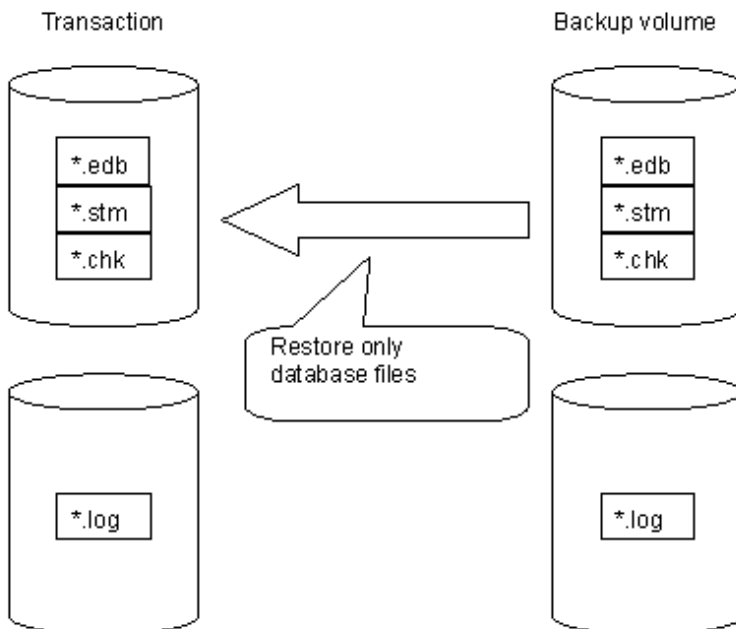 Transaction
Backup volume
*.edb
*.stm
*.chk
*.edb
*.stm
*.chk
Restore only
database files
*.log
*.log